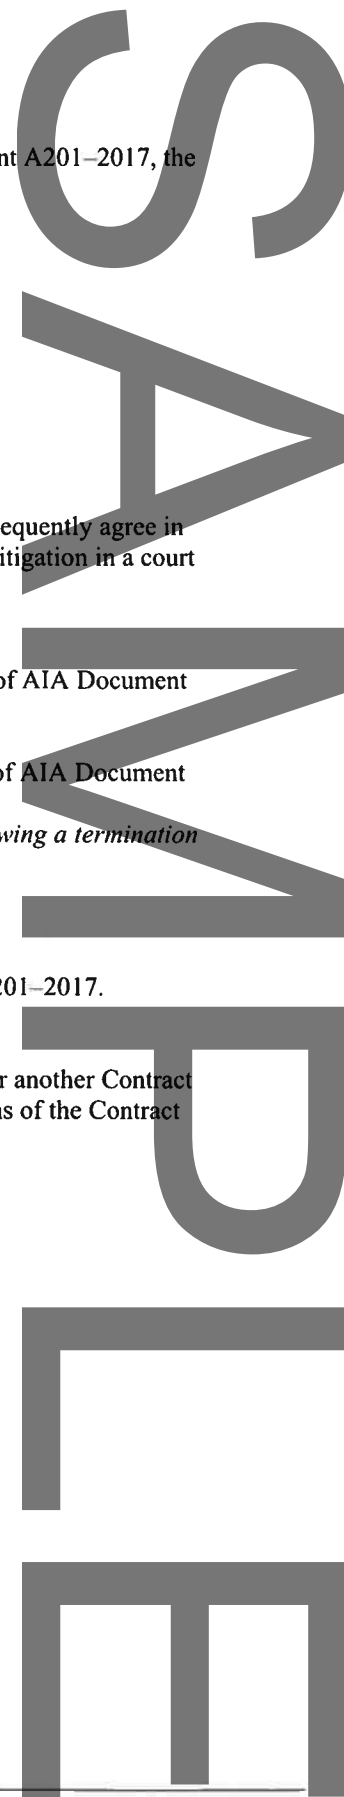 nt A201–2017, the
equently agree in
itigation in a court
of AIA Document
of AIA Document
wing a termination
201–2017.
r another Contract
ns of the Contract
SAMPLE